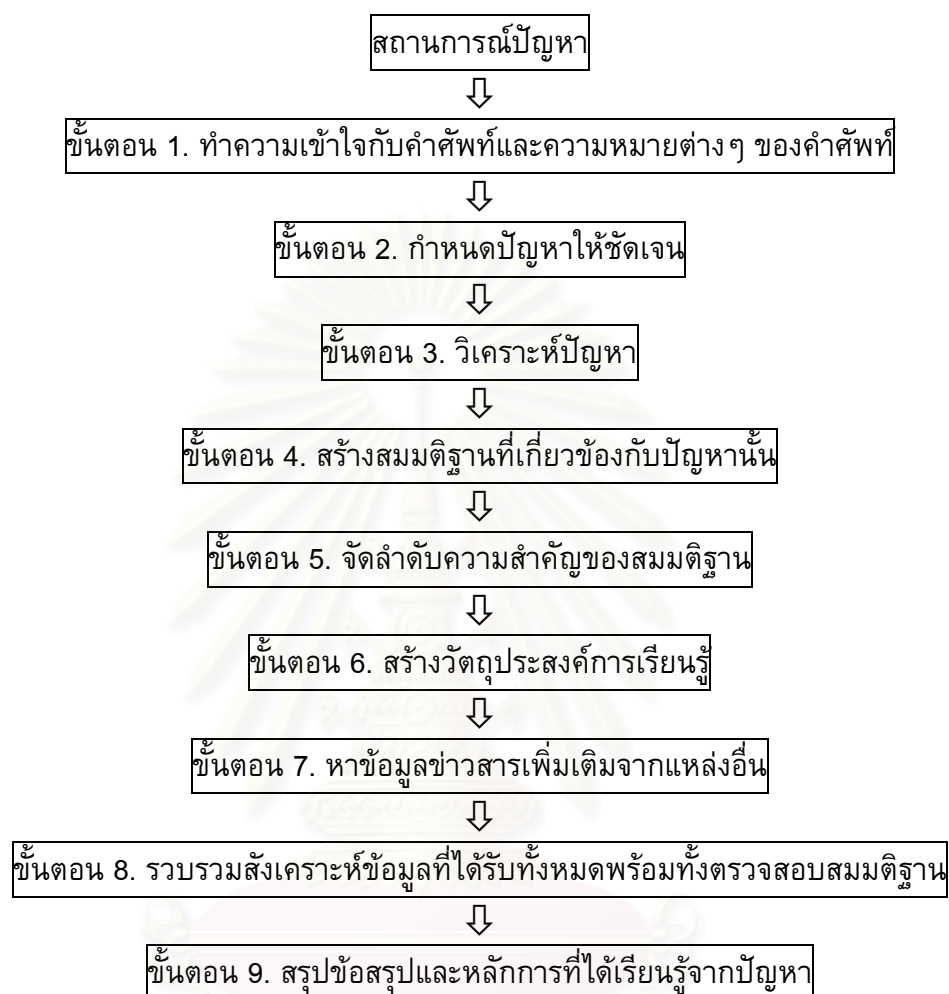 สถานการณ์ปัญหา
ขั้นตอน 1. ทำความเข้าใจกับคำศัพท์และความหมายต่างๆ ของคำศัพท์
ขั้นตอน 2. กำหนดปัญหาให้ชัดเจน
ขั้นตอน 3. วิเคราะห์ปัญหา
ขั้นตอน 4. สร้างสมมติฐานที่เกี่ยวข้องกับปัญหานั้น
ขั้นตอน 5. จัดลำดับความสำคัญของสมมติฐาน
ขั้นตอน 6. สร้างวัตถุประสงค์การเรียนรู้
ขั้นตอน 7. หาข้อมูลข่าวสารเพิ่มเติมจากแหล่งอื่น
ขั้นตอน 8. รวบรวมสังเคราะห์ข้อมูลที่ได้รับทั้งหมดพร้อมทั้งตรวจสอบสมมติฐาน
ขั้นตอน 9. สรุปข้อสรุปและหลักการที่ได้เรียนรู้จากปัญหา